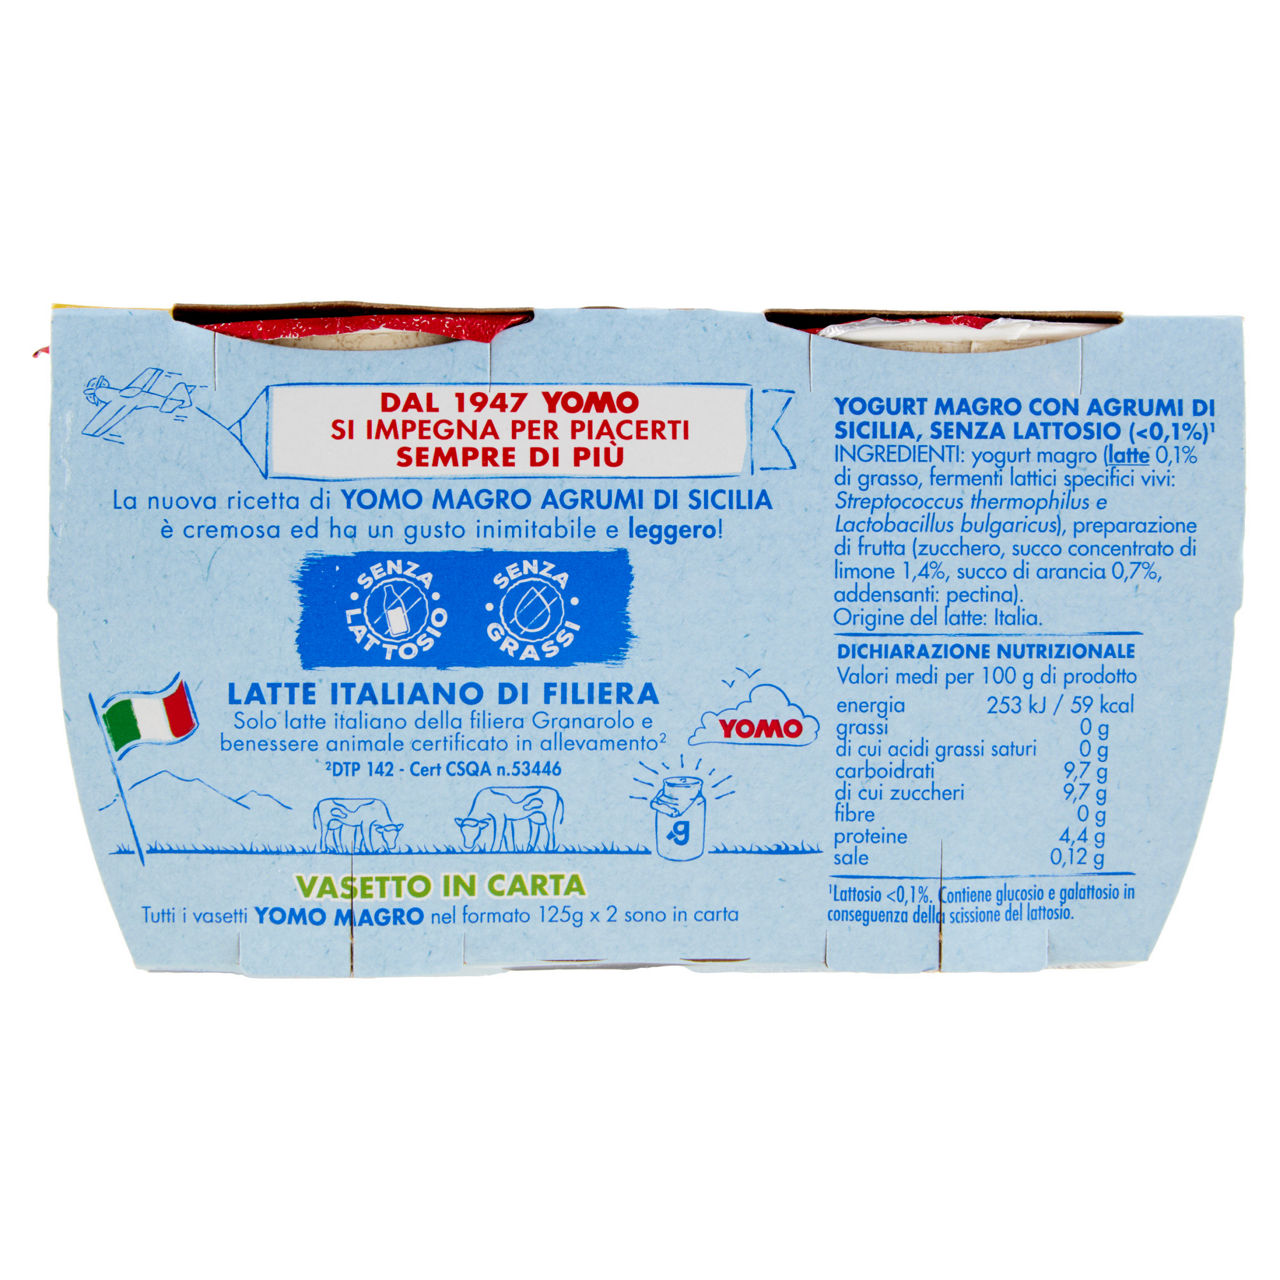 DAL 1947 YOMO
SI IMPEGNA PER PIACERTI
SEMPRE DI PIÙ
La nuova ricetta di YOMO MAGRO AGRUMI DI SICILIA
è cremosa ed ha un gusto inimitabile e leggero!
SENZA LATTOSIO
SENZA GRASSI
LATTE ITALIANO DI FILIERA
Solo latte italiano della filiera Granarolo e
benessere animale certificato in allevamento²
²DTP 142 - Cert CSQA n.53446
YOMO
g
VASETTO IN CARTA
Tutti i vasetti YOMO MAGRO nel formato 125g x 2 sono in carta
YOGURT MAGRO CON AGRUMI DI
SICILIA, SENZA LATTOSIO (<0,1%)¹
INGREDIENTI: yogurt magro (latte 0,1%
di grasso, fermenti lattici specifici vivi:
Streptococcus thermophilus e
Lactobacillus bulgaricus), preparazione
di frutta (zucchero, succo concentrato di
limone 1,4%, succo di arancia 0,7%,
addensanti: pectina).
Origine del latte: Italia.
DICHIARAZIONE NUTRIZIONALE
Valori medi per 100 g di prodotto
energia 253 kJ / 59 kcal
grassi 0 g
di cui acidi grassi saturi 0 g
carboidrati 9,7 g
di cui zuccheri 9,7 g
fibre 0 g
proteine 4,4 g
sale 0,12 g
¹Lattosio <0,1%. Contiene glucosio e galattosio in
conseguenza della scissione del lattosio.